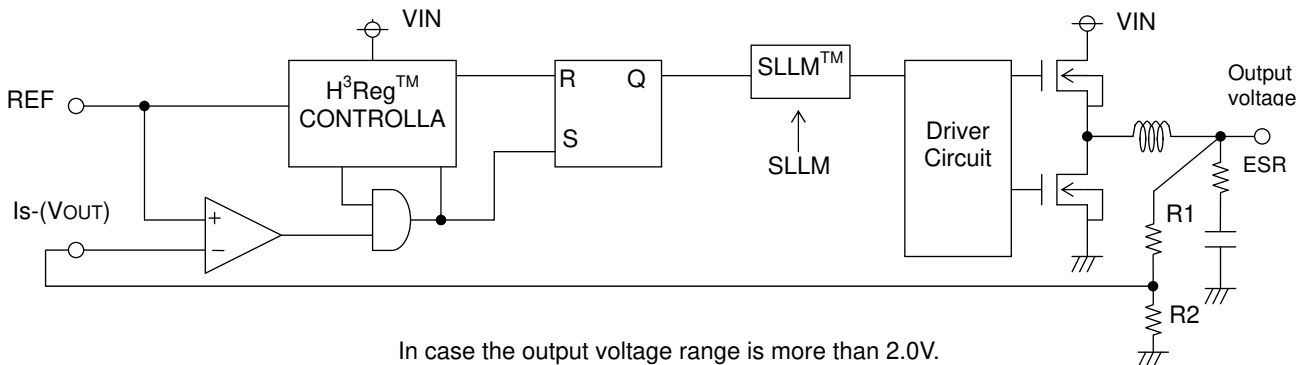 VIN
VIN
H³Reg™
CONTROLLA
REF
R
Q
S
SLLM™
SLLM
Driver
Circuit
Output
voltage
ESR
Is-(VOUT)
+
−
R1
R2
In case the output voltage range is more than 2.0V.